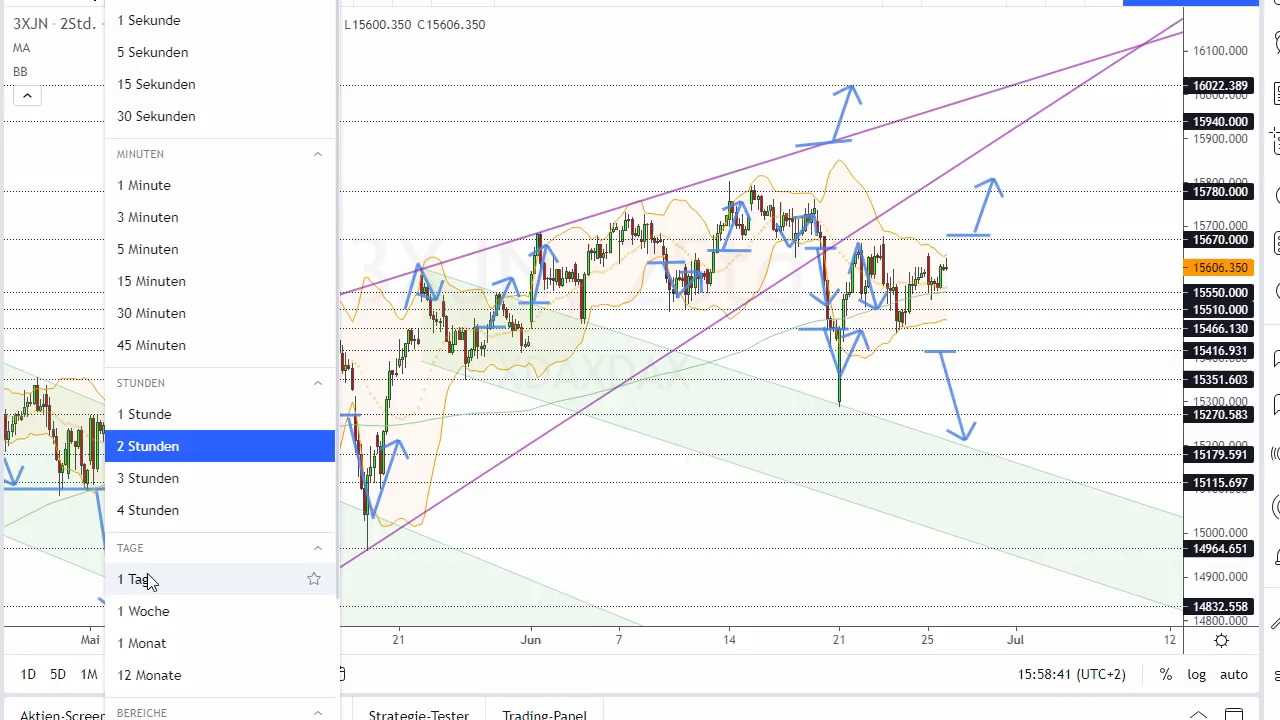 3XJN · 2Std. ·
L15600.350 C15606.350
MA
BB
1 Sekunde
5 Sekunden
15 Sekunden
30 Sekunden
MINUTEN
1 Minute
3 Minuten
5 Minuten
15 Minuten
30 Minuten
45 Minuten
STUNDEN
1 Stunde
2 Stunden
3 Stunden
4 Stunden
TAGE
1 Tag
1 Woche
1 Monat
12 Monate
BEREICHE
16100.000
16022.389
16000.000
15940.000
15900.000
15800.000
15780.000
15700.000
15670.000
15606.350
15550.000
15510.000
15466.130
15416.931
15351.603
15300.000
15270.583
15179.591
15115.697
15000.000
14964.651
14900.000
14832.558
14800.000
Mai 21 Jun 7 14 21 25 Jul 12
1D 5D 1M
15:58:41 (UTC+2) % log auto
Aktien-Screen Strategie-Tester Trading-Panel